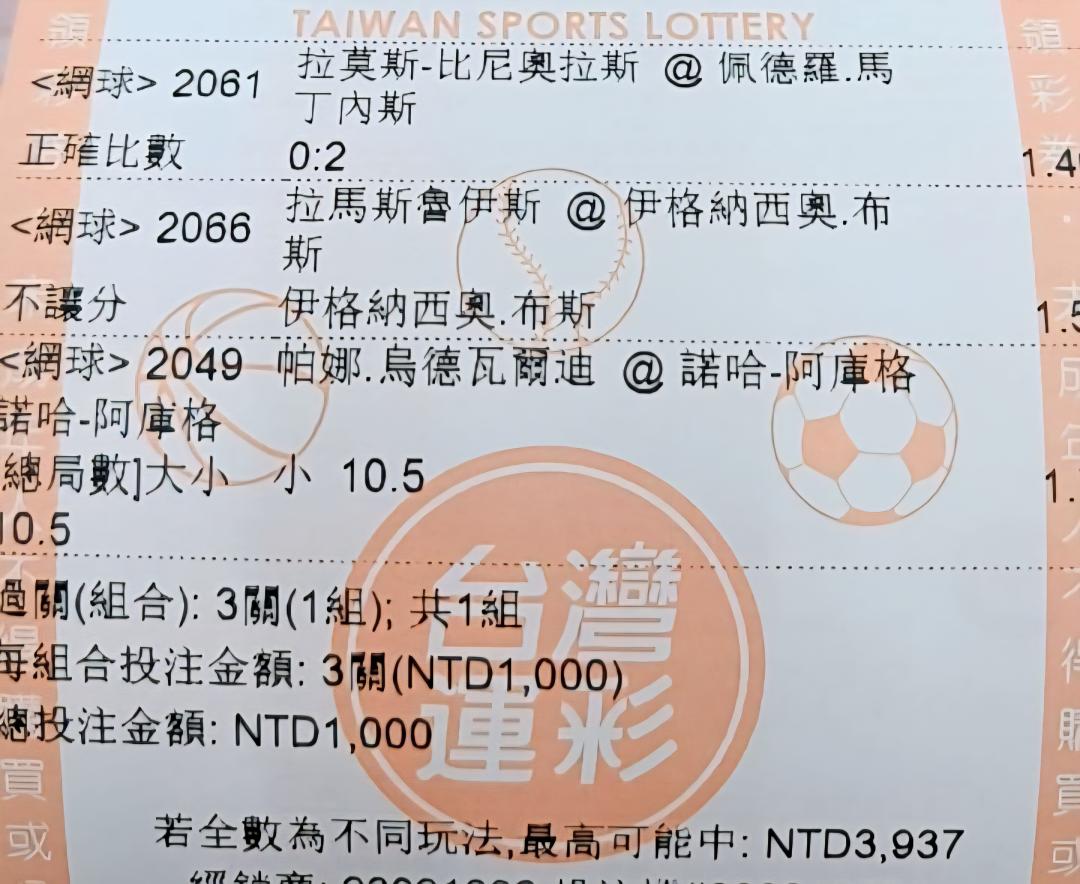 TAIWAN SPORTS LOTTERY
<網球> 2061 拉莫斯-比尼奧拉斯 @ 佩德羅.馬
丁內斯
正確比數 0:2
<網球> 2066 拉馬斯魯伊斯 @ 伊格納西奧.布
斯
不讓分 伊格納西奧.布斯
<網球> 2049 帕娜.烏德瓦爾迪 @ 諾哈-阿庫格
諾哈-阿庫格
總局數]大小 小 10.5
10.5
過關(組合): 3關(1組); 共1組
每組合投注金額: 3關(NTD1,000)
總投注金額: NTD1,000
台灣
運彩
若全數為不同玩法,最高可能中: NTD3,937